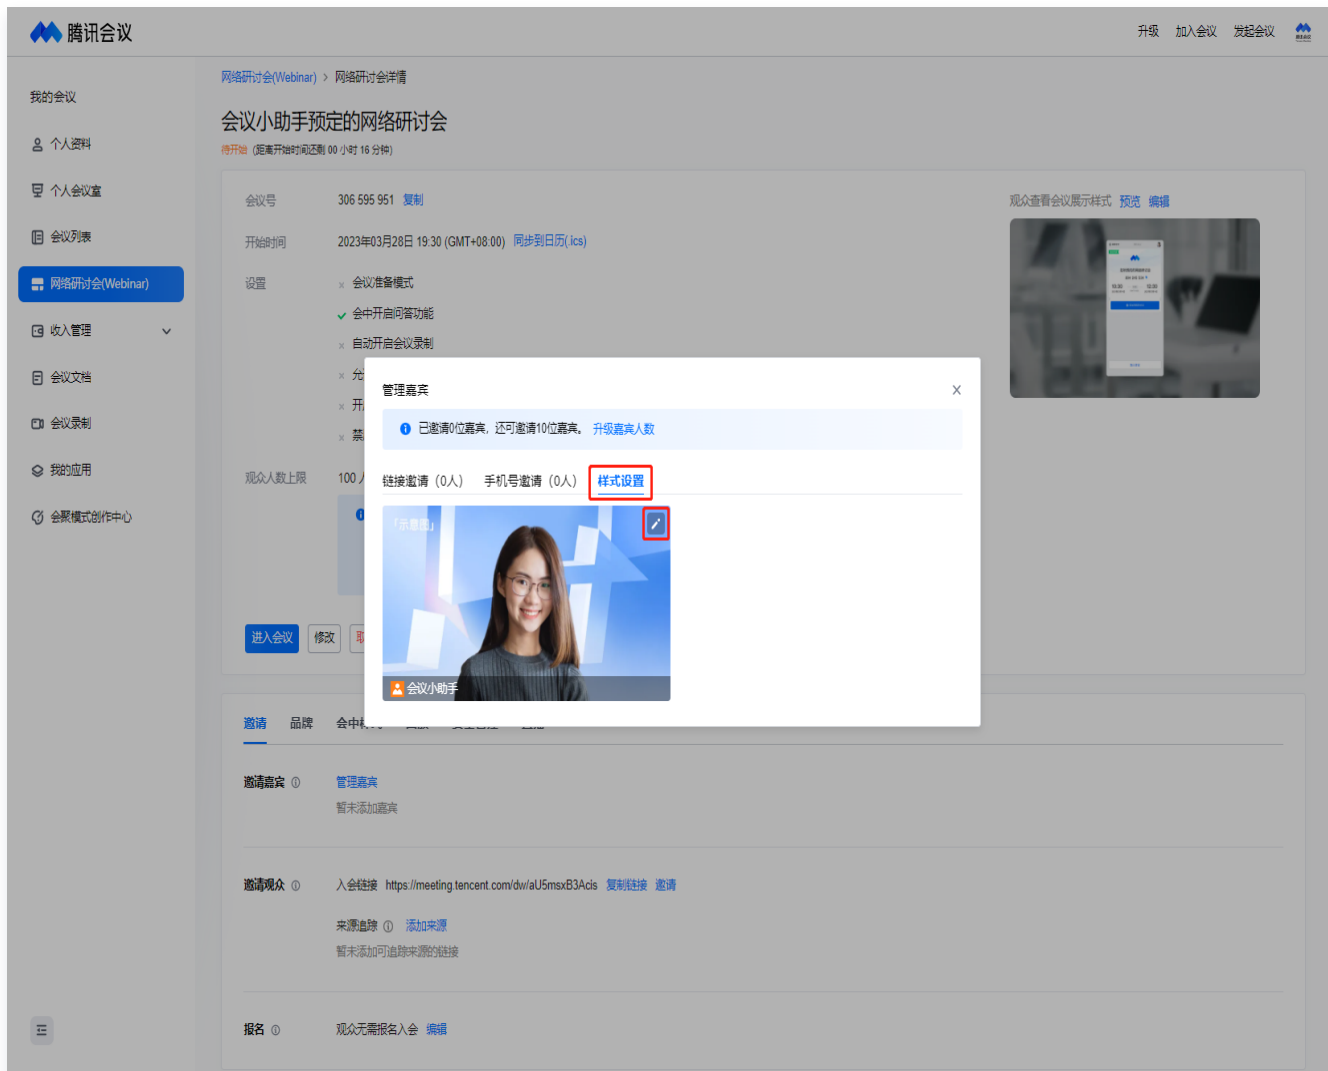 腾讯会议
升级 加入会议 发起会议
我的会议
个人资料
个人会议室
会议列表
网络研讨会(Webinar)
收入管理
会议文档
会议录制
我的应用
会聚模式创作中心
网络研讨会(Webinar) > 网络研讨会详情
会议小助手预定的网络研讨会
待开始 (距离开始时间还剩 00 小时 16 分钟)
会议号 306 595 951 复制
观众查看会议展示样式 预览 编辑
开始时间 2023年03月28日 19:30 (GMT+08:00) 同步到日历(.ics)
设置 会议准备模式
会中开启问答功能
自动开启会议录制
开
禁
观众人数上限 100
进入会议 修改
管理嘉宾
已邀请0位嘉宾，还可邀请10位嘉宾。 升级嘉宾人数
链接邀请（0人） 手机号邀请（0人） 样式设置
「示意图」
会议小助手
邀请 品牌
邀请嘉宾 管理嘉宾
暂未添加嘉宾
邀请观众 入会链接 https://meeting.tencent.com/dw/aU5msxB3Acis 复制链接 邀请
来源追踪 添加来源
暂未添加可追踪来源的链接
报名 观众无需报名入会 编辑